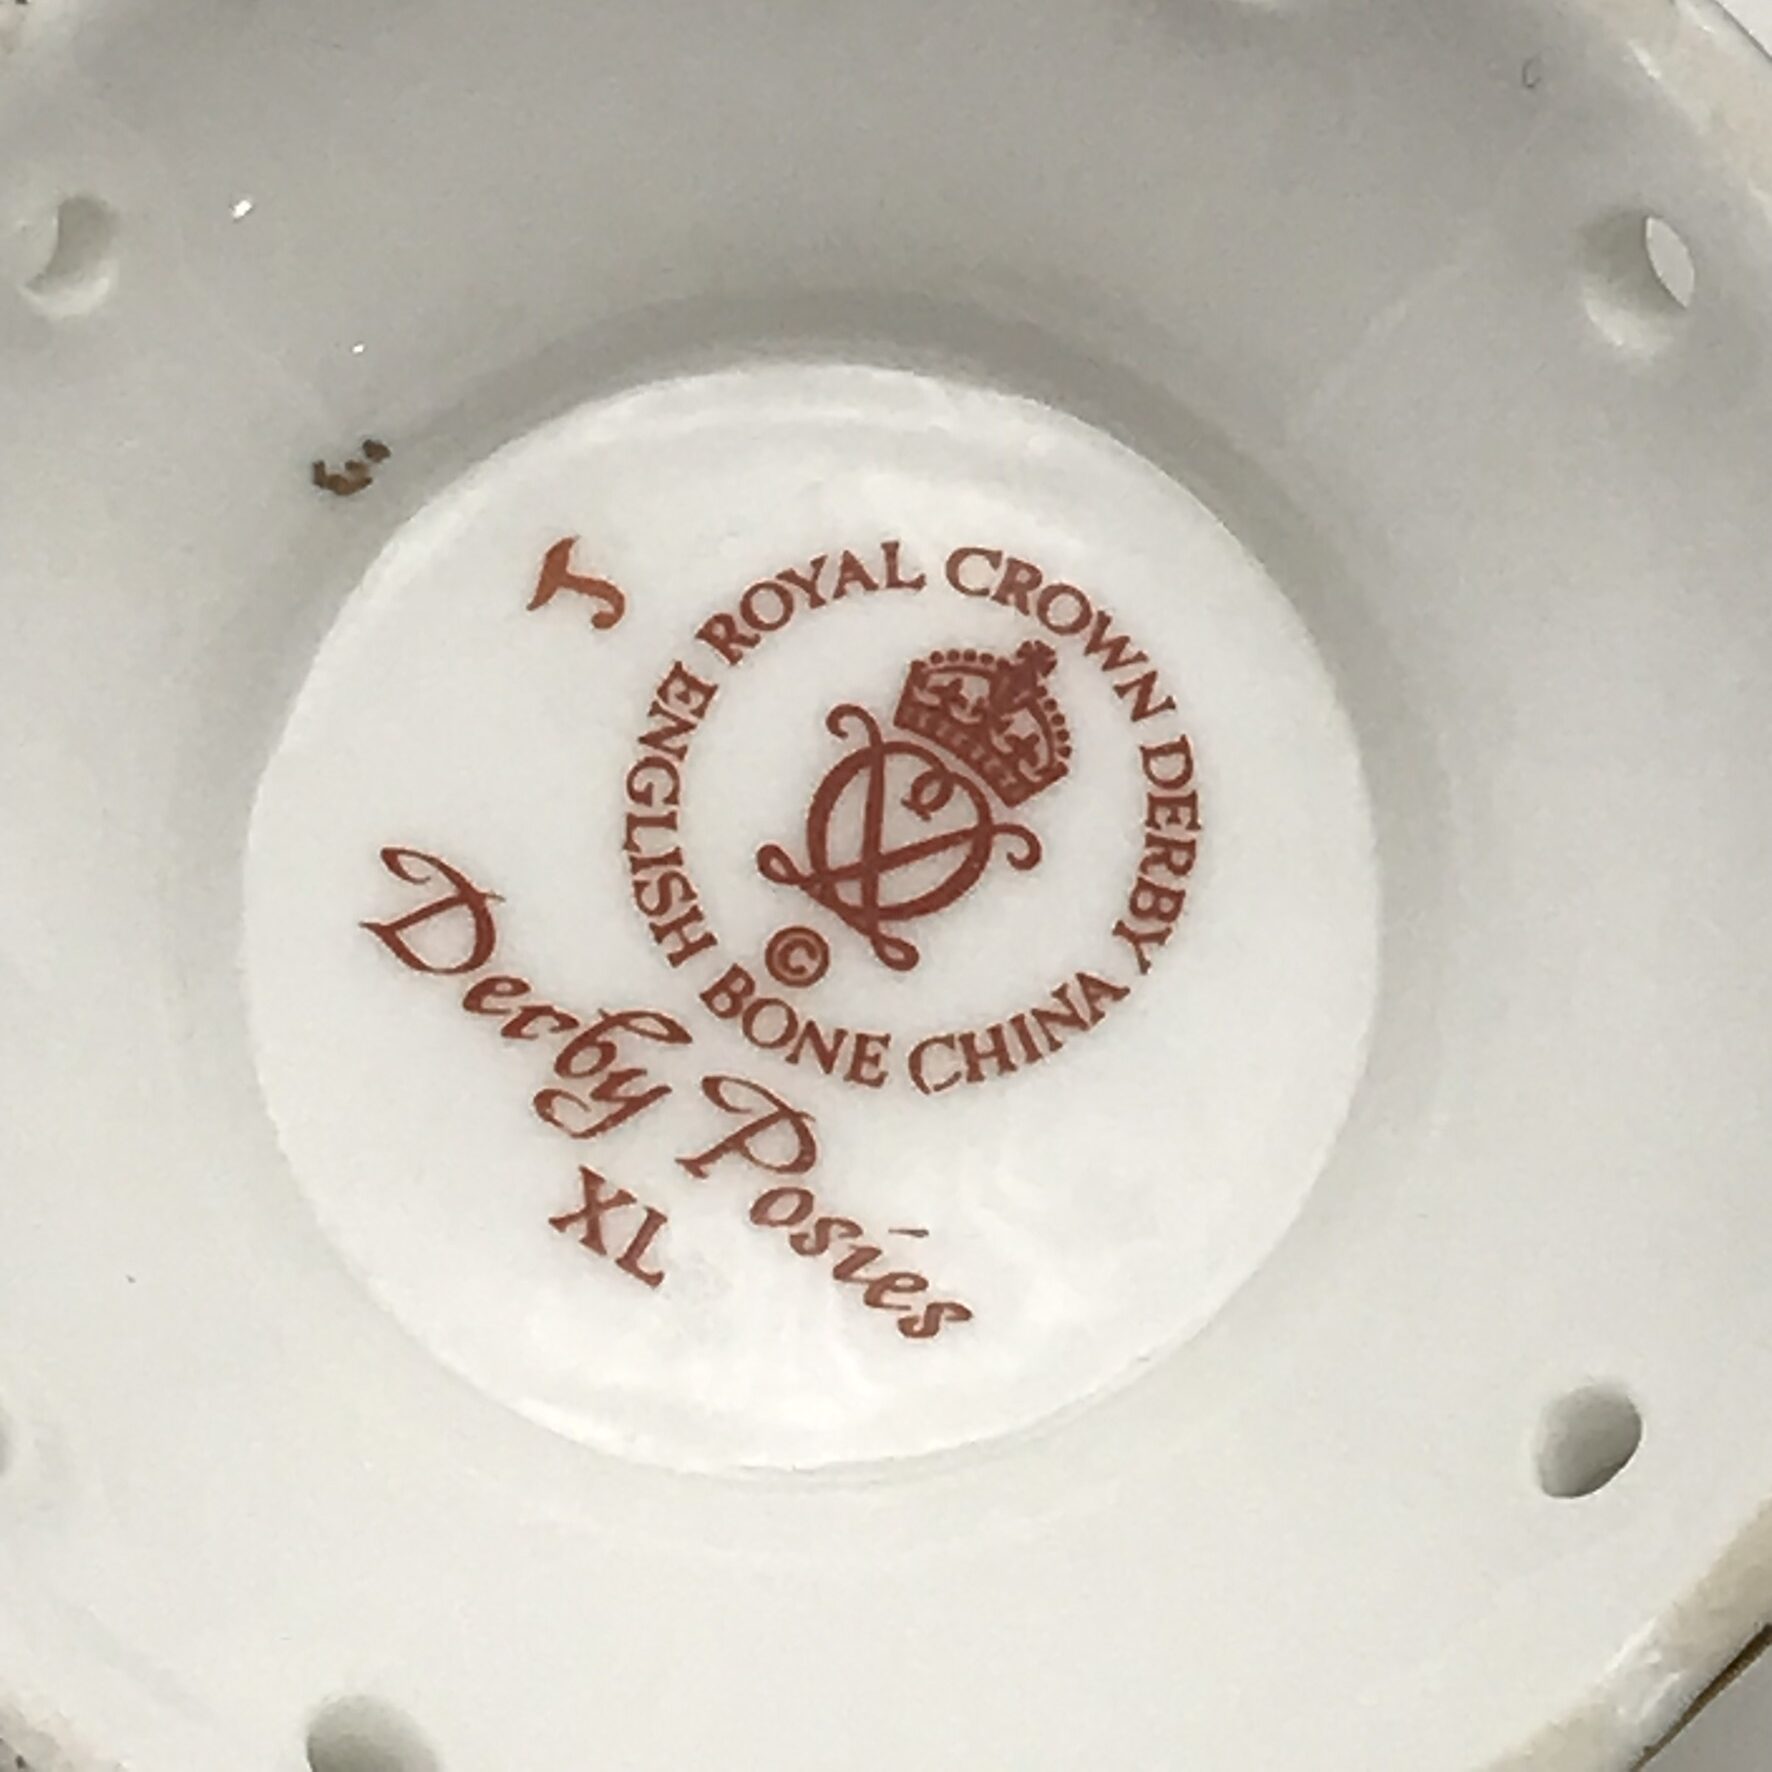 J
ROYAL CROWN DERBY
ENGLISH BONE CHINA
©
Derby Posies
XL